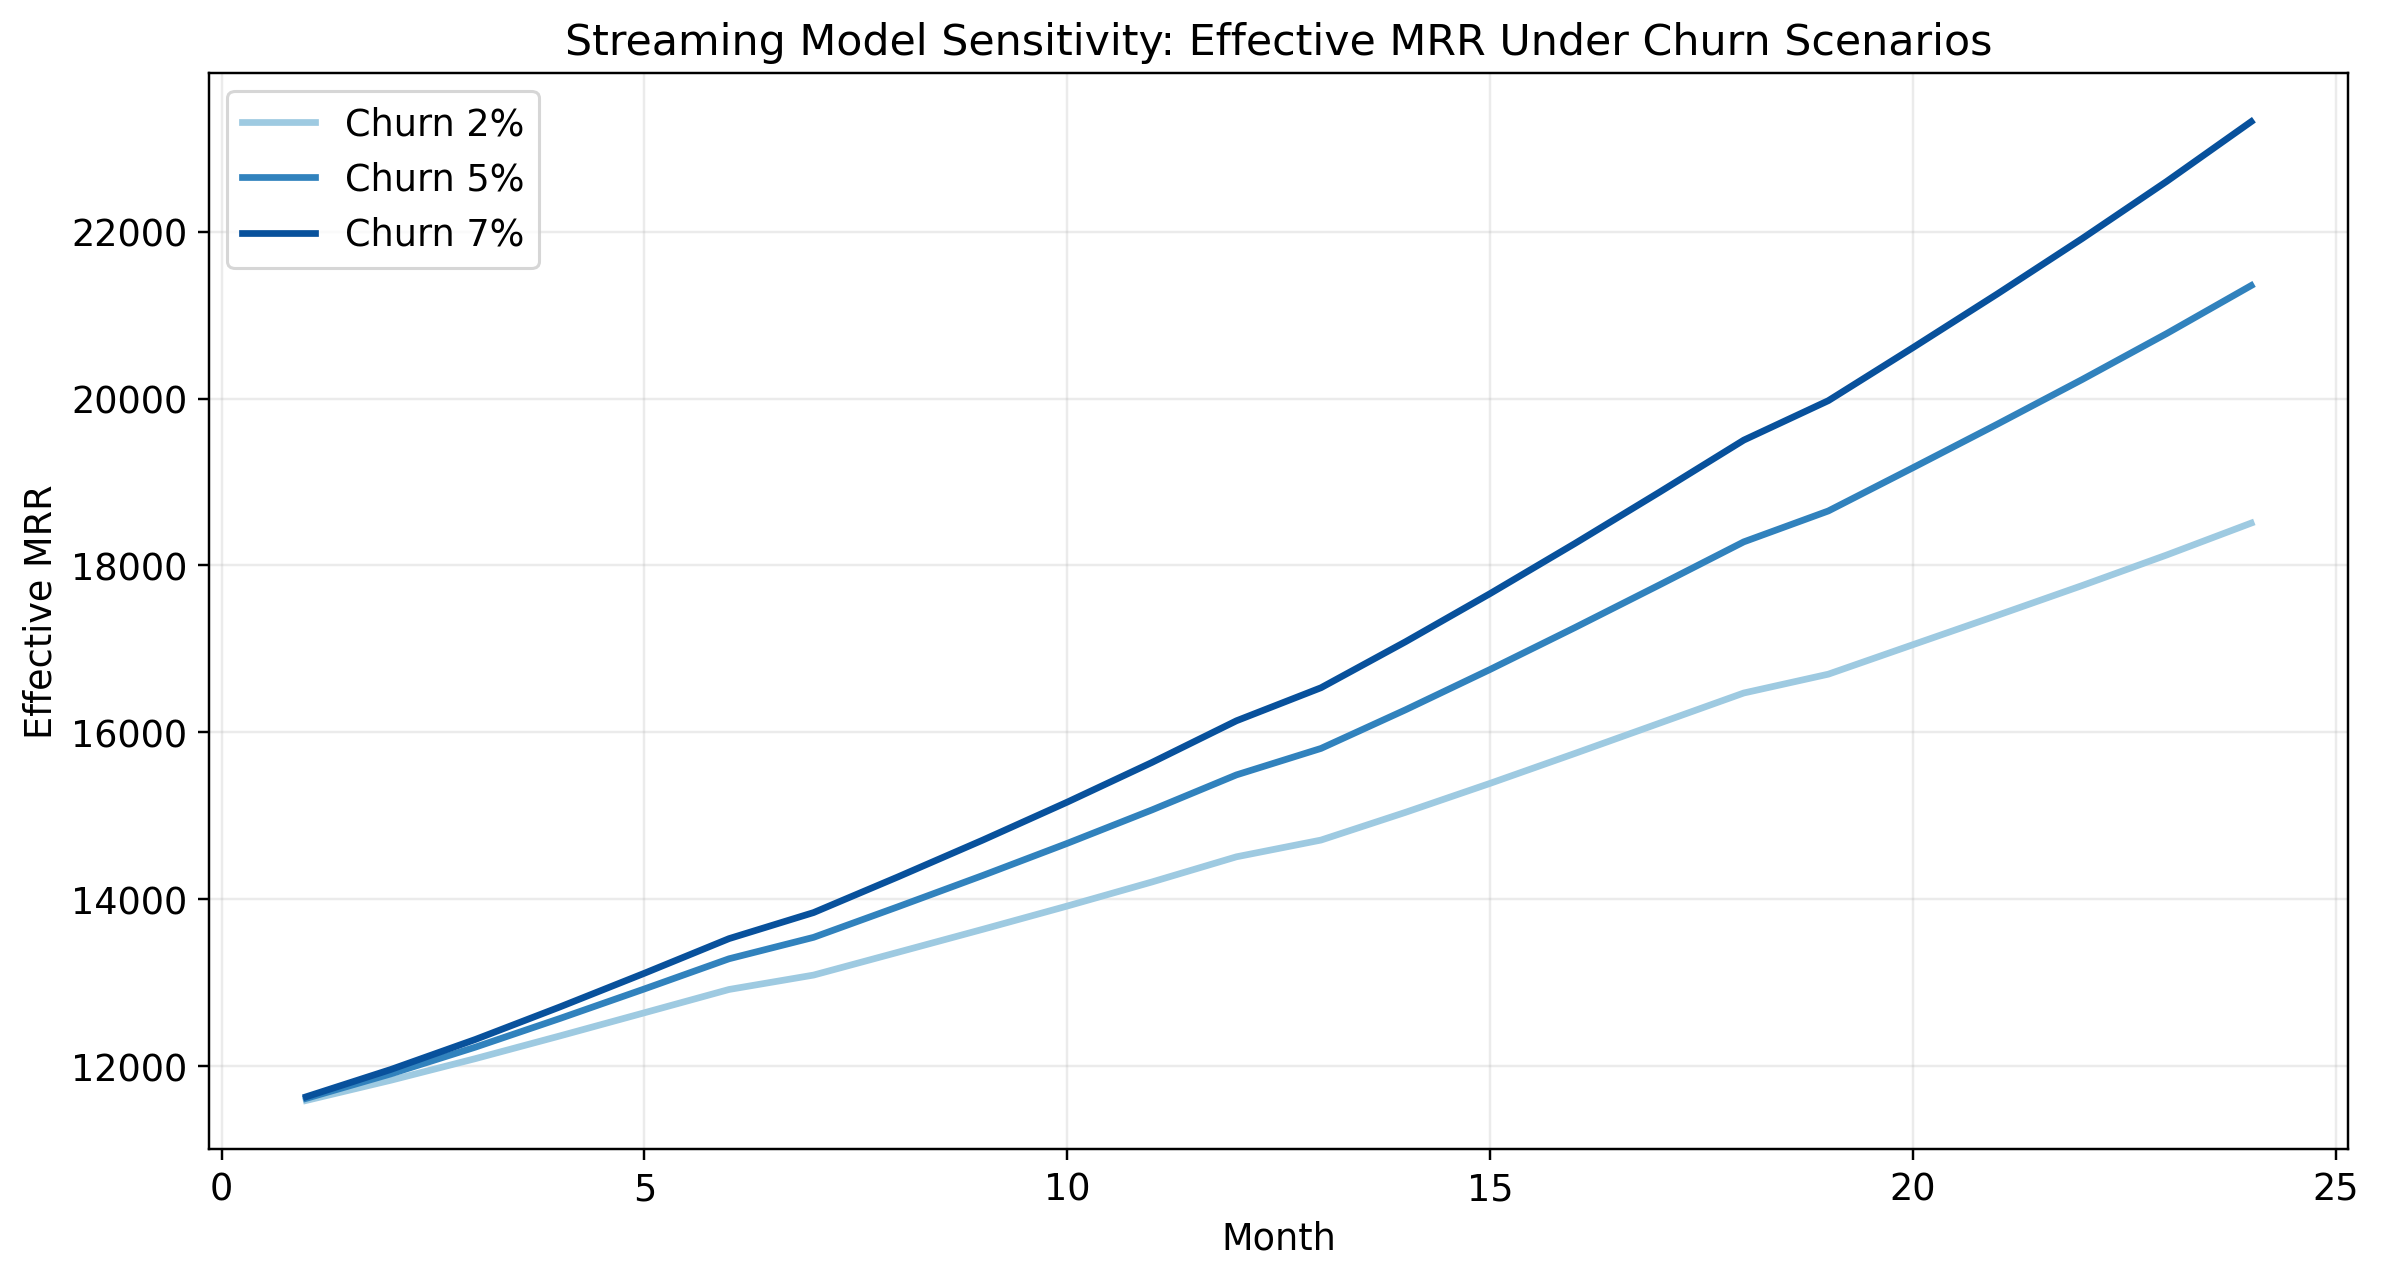 Streaming Model Sensitivity: Effective MRR Under Churn Scenarios
Churn 2%
Churn 5%
Churn 7%
Effective MRR
22000
20000
18000
16000
14000
12000
0 5 10 15 20 25
Month